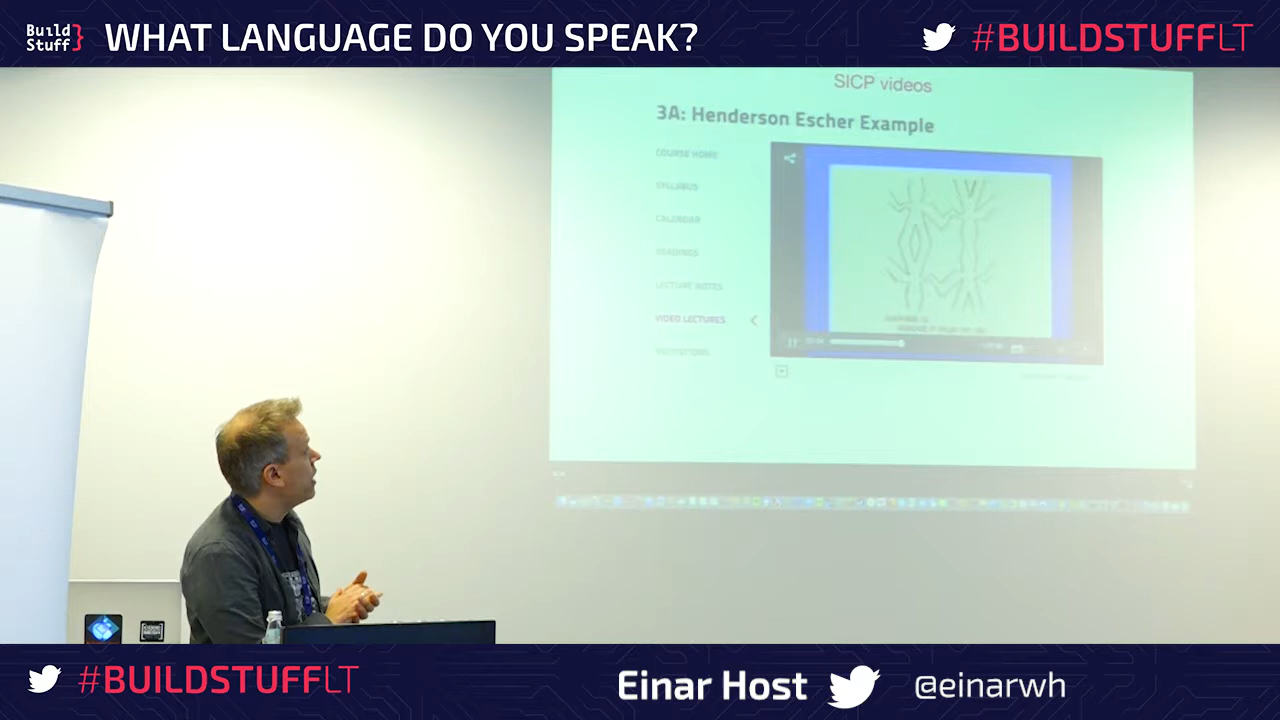 Build
Stuff}
WHAT LANGUAGE DO YOU SPEAK?
#BUILDSTUFFLT
SICP videos
3A: Henderson Escher Example
COURSE HOME
SYLLABUS
CALENDAR
READINGS
LECTURE NOTES
VIDEO LECTURES
#BUILDSTUFFLT
Einar Host
@einarwh